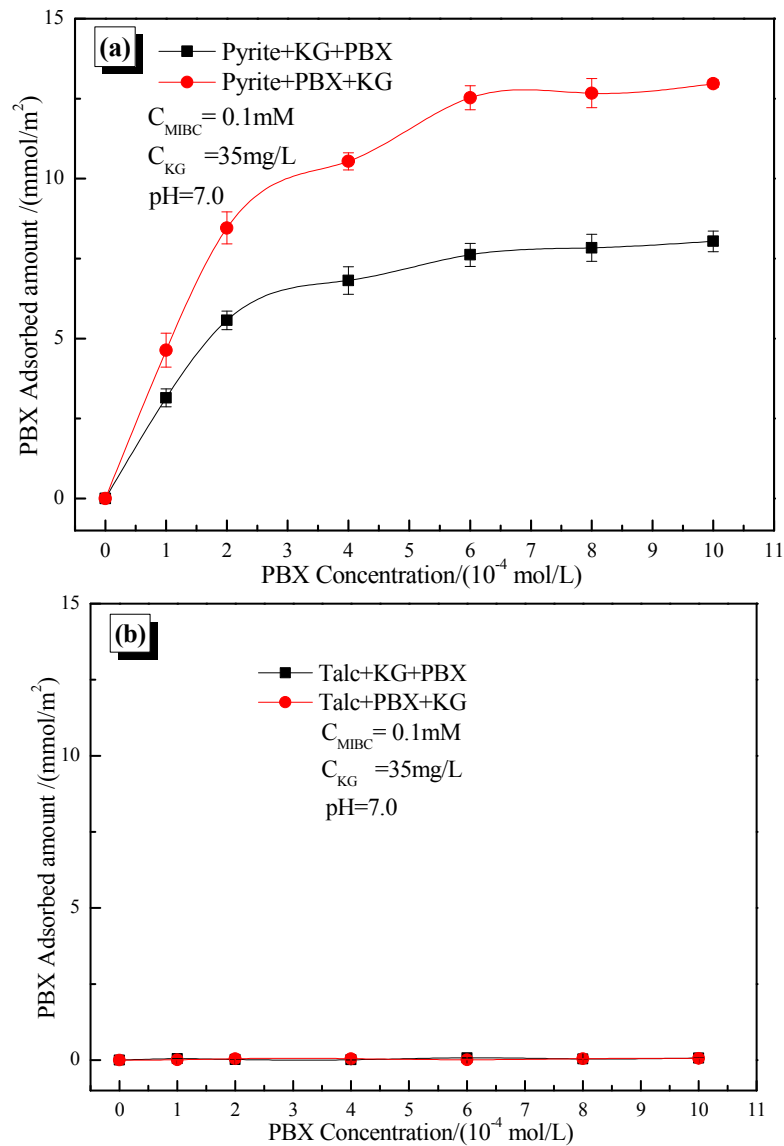 (a)
Pyrite+KG+PBX
Pyrite+PBX+KG
C_MIBC= 0.1mM
C_KG =35mg/L
pH=7.0
PBX Adsorbed amount /(mmol/m²)
15
10
5
0
0 1 2 3 4 5 6 7 8 9 10 11
PBX Concentration/(10⁻⁴ mol/L)
(b)
Talc+KG+PBX
Talc+PBX+KG
C_MIBC= 0.1mM
C_KG =35mg/L
pH=7.0
PBX Adsorbed amount /(mmol/m²)
15
10
5
0
0 1 2 3 4 5 6 7 8 9 10 11
PBX Concentration/(10⁻⁴ mol/L)